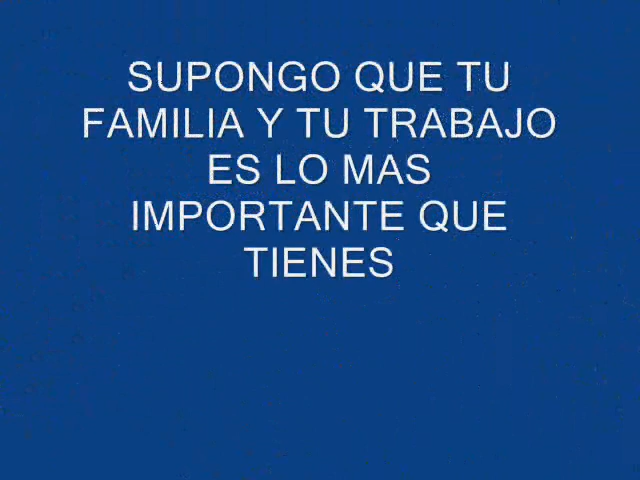 SUPONGO QUE TU
FAMILIA Y TU TRABAJO
ES LO MAS
IMPORTANTE QUE
TIENES